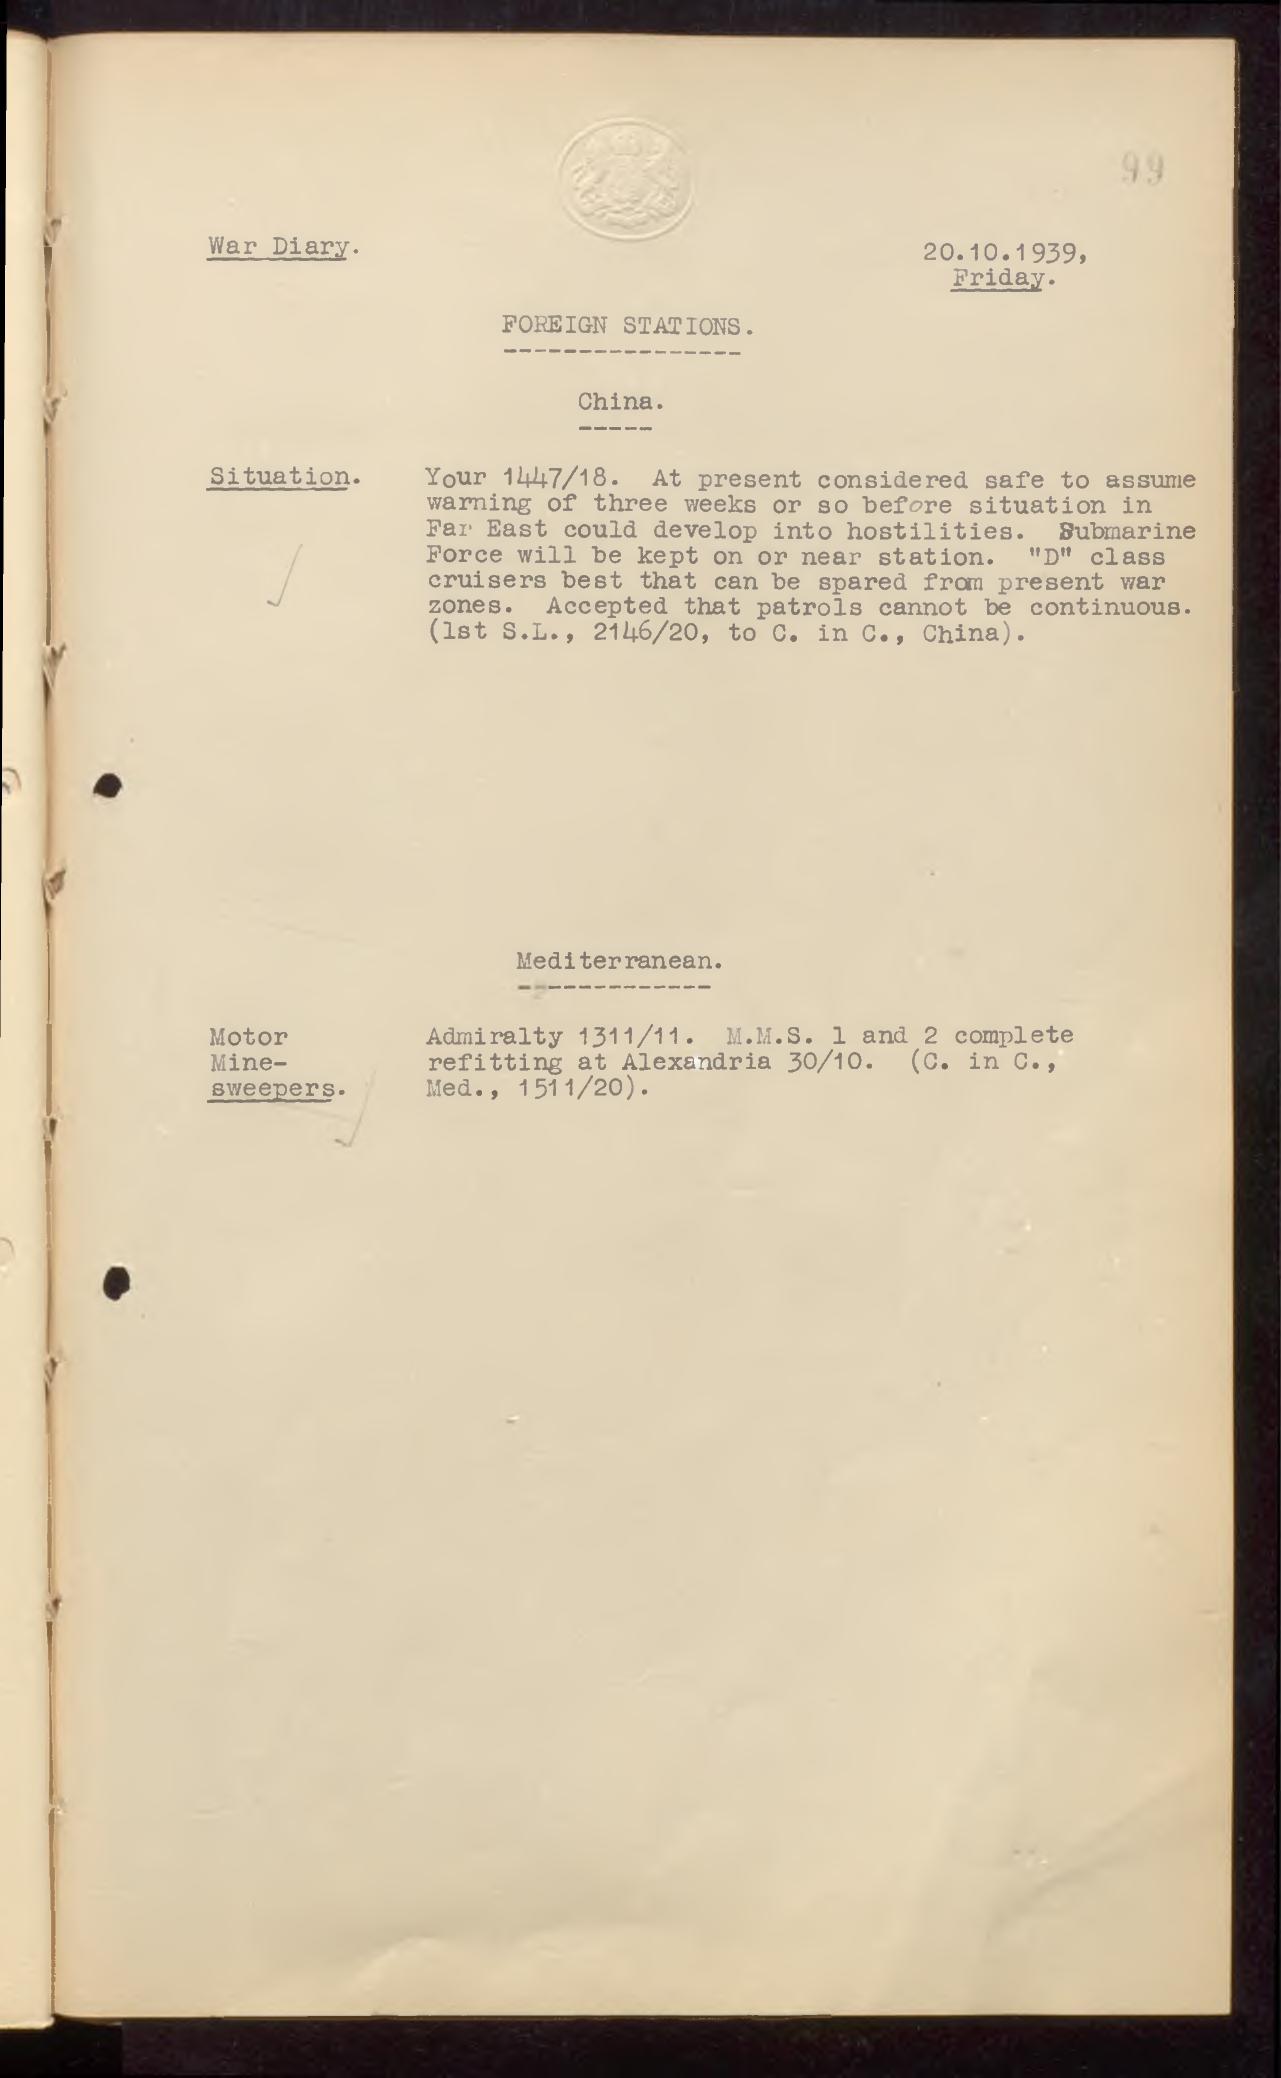 99
War Diary.
20.10.1939,
Friday.
FOREIGN STATIONS.
China.
Situation.
Your 1447/18. At present considered safe to assume
warning of three weeks or so before situation in
Far East could develop into hostilities. Submarine
Force will be kept on or near station. "D" class
cruisers best that can be spared from present war
zones. Accepted that patrols cannot be continuous.
(1st S.L., 2146/20, to C. in C., China).
Mediterranean.
Motor
Mine-
sweepers.
Admiralty 1311/11. M.M.S. 1 and 2 complete
refitting at Alexandria 30/10. (C. in C.,
Med., 1511/20).